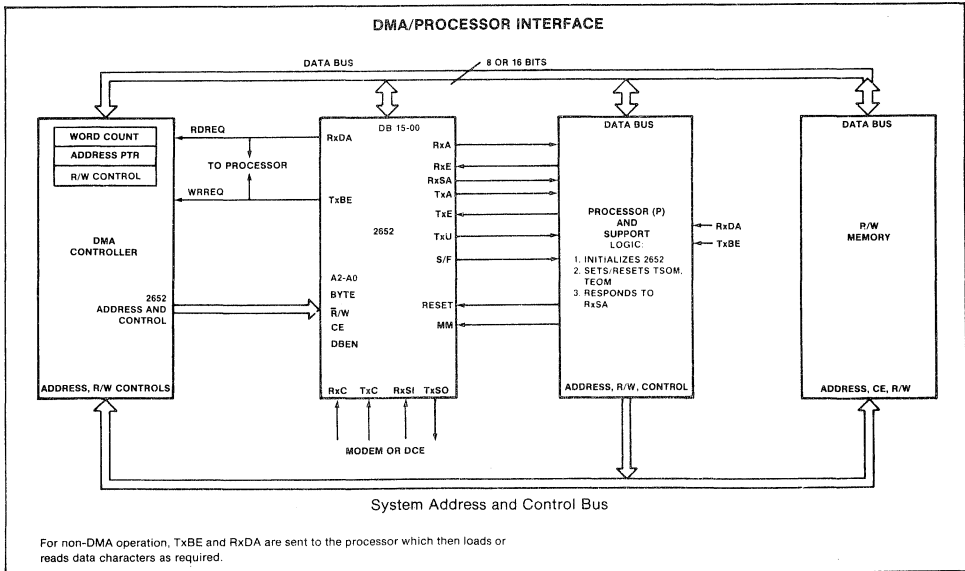 DMA/PROCESSOR INTERFACE
DATA BUS
8 OR 16 BITS
WORD COUNT
ADDRESS PTR
R/W CONTROL
DMA
CONTROLLER
2652
ADDRESS AND
CONTROL
ADDRESS, R/W CONTROLS
RDREQ
TO PROCESSOR
WRREQ
DB 15-00
RxDA
TxBE
2652
A2-A0
BYTE
R̅/W
CE
DBEN
RxA
RxE
RxSA
TxA
TxE
TxU
S/F
RESET
MM
RxC TxC RxSI TxSO
MODEM OR DCE
DATA BUS
PROCESSOR (P)
AND
SUPPORT
LOGIC:
1. INITIALIZES 2652
2. SETS/RESETS TSOM,
TEOM
3. RESPONDS TO
RxSA
ADDRESS, R/W, CONTROL
RxDA
TxBE
DATA BUS
R/W
MEMORY
ADDRESS, CE, R/W
System Address and Control Bus
For non-DMA operation, TxBE and RxDA are sent to the processor which then loads or
reads data characters as required.